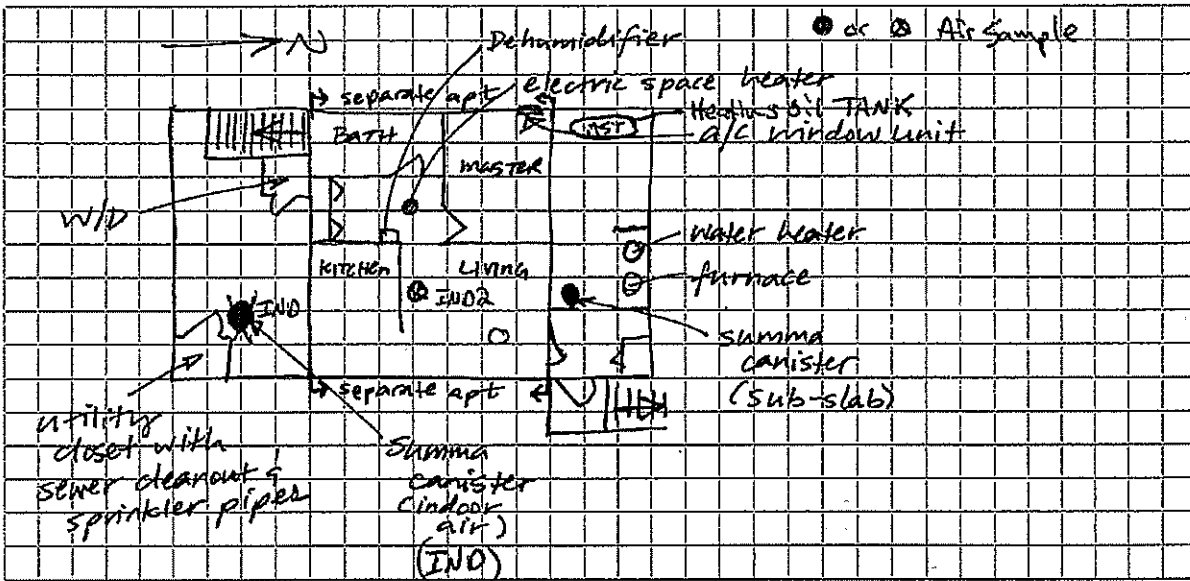 → N
● or ⊗ Air Sample
Dehumidifier
electric space heater
separate apt
Heating Oil TANK
a/c window unit
BATH
AST
MASTER
W/D
water heater
KITCHEN
LIVING
furnace
IND2
IND
summa
canister
(sub-slab)
separate apt
utility
closet with
sewer cleanout &
sprinkler pipes
Summa
canister
(indoor
air)
(IND)